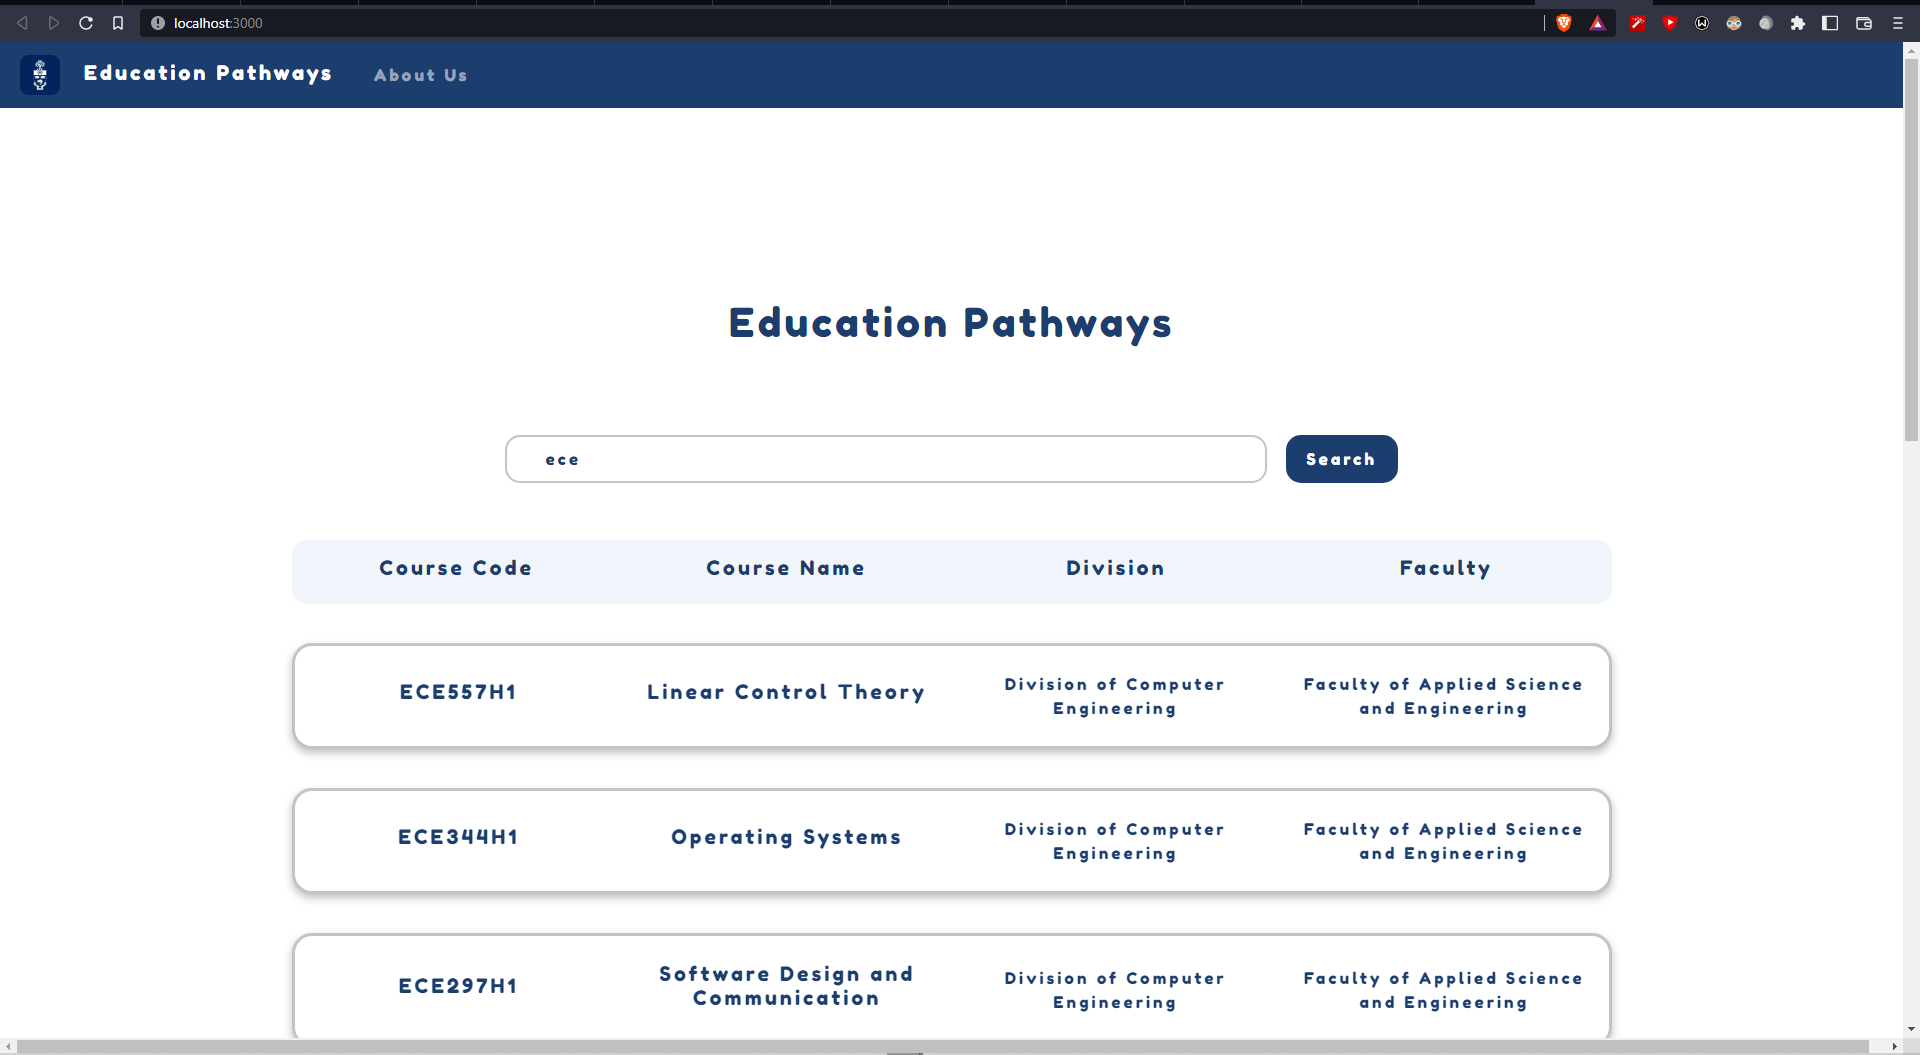 localhost:3000
Education Pathways
About Us
Education Pathways
ece
Search
Course Code
Course Name
Division
Faculty
ECE557H1
Linear Control Theory
Division of Computer
Engineering
Faculty of Applied Science
and Engineering
ECE344H1
Operating Systems
Division of Computer
Engineering
Faculty of Applied Science
and Engineering
ECE297H1
Software Design and
Communication
Division of Computer
Engineering
Faculty of Applied Science
and Engineering